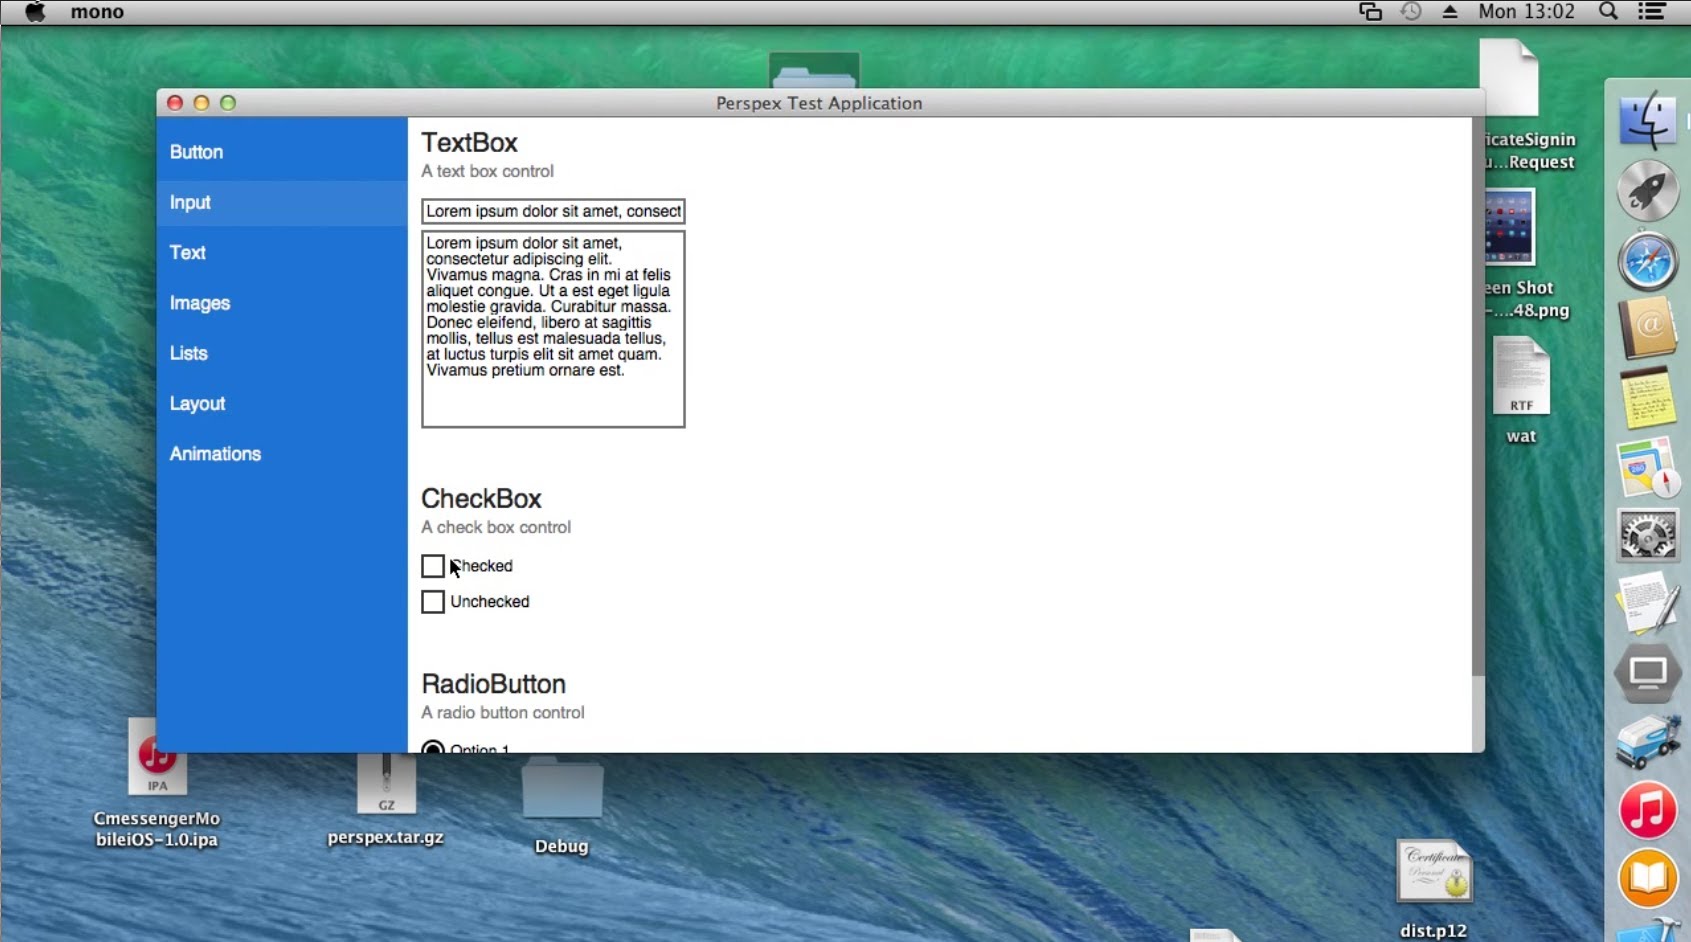 mono
Mon 13:02
Perspex Test Application
Button
Input
Text
Images
Lists
Layout
Animations
TextBox
A text box control
Lorem ipsum dolor sit amet, consect
Lorem ipsum dolor sit amet,
consectetur adipiscing elit.
Vivamus magna. Cras in mi at felis
aliquet congue. Ut a est eget ligula
molestie gravida. Curabitur massa.
Donec eleifend, libero at sagittis
mollis, tellus est malesuada tellus,
at luctus turpis elit sit amet quam.
Vivamus pretium ornare est.
CheckBox
A check box control
Checked
Unchecked
RadioButton
A radio button control
Option 1
icateSignin
u...Request
een Shot
-....48.png
RTF
wat
IPA
CmessengerMo
bileiOS-1.0.ipa
GZ
perspex.tar.gz
Debug
Certificate
Personal
dist.p12